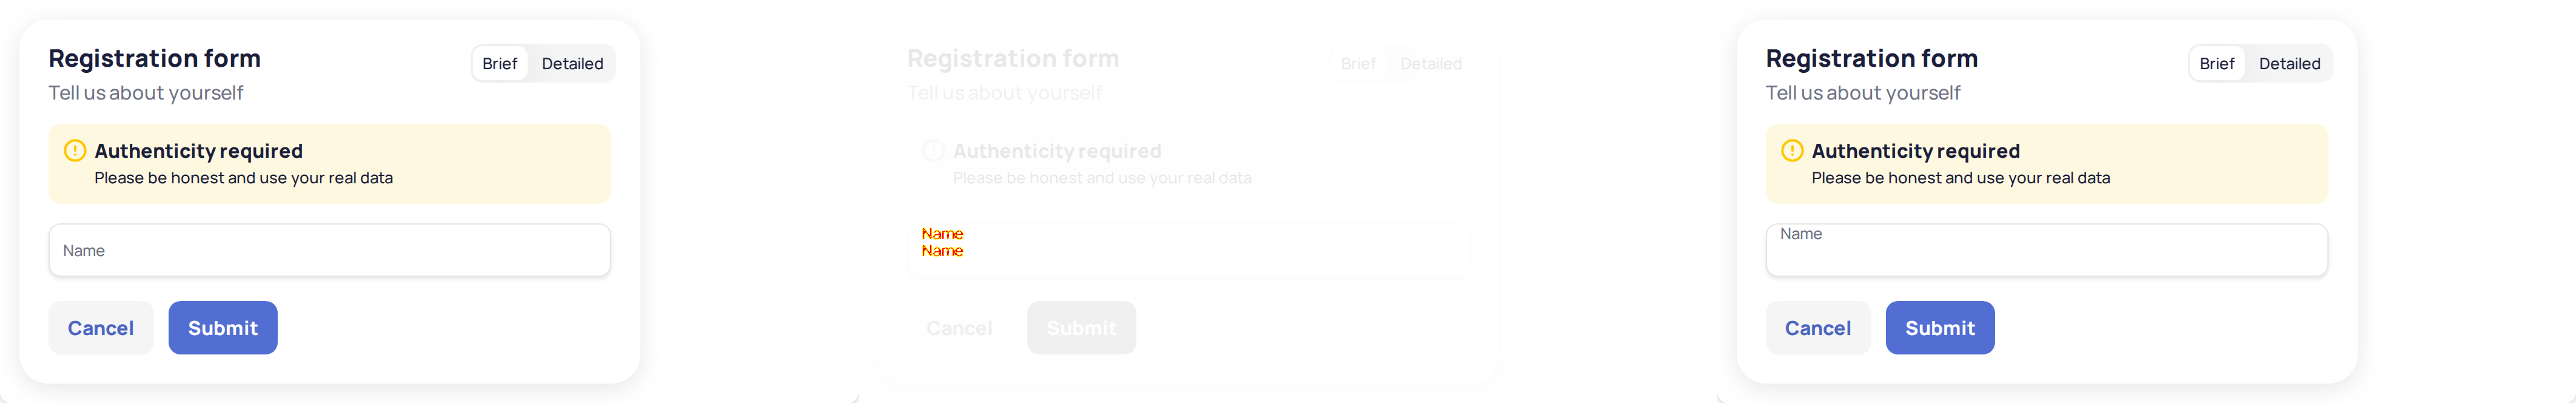 Registration form
Brief Detailed
Tell us about yourself
Authenticity required
Please be honest and use your real data
Name
Cancel Submit
Registration form
Brief Detailed
Tell us about yourself
Authenticity required
Please be honest and use your real data
Name
Name
Cancel Submit
Registration form
Brief Detailed
Tell us about yourself
Authenticity required
Please be honest and use your real data
Name
Cancel Submit